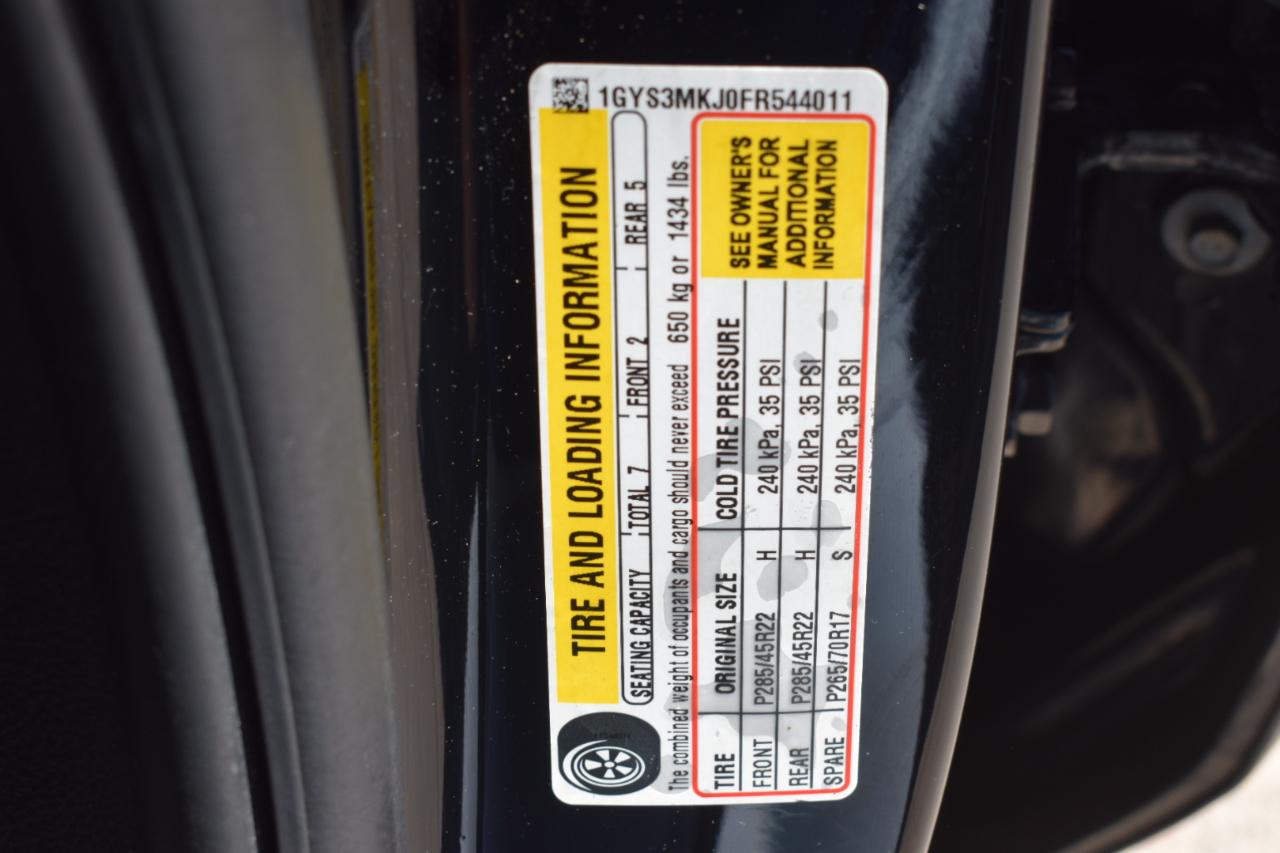 1GYS3MKJ0FR544011
TIRE AND LOADING INFORMATION
SEATING CAPACITY TOTAL 7 FRONT 2 REAR 5
The combined weight of occupants and cargo should never exceed 650 kg or 1434 lbs.
TIRE ORIGINAL SIZE COLD TIRE PRESSURE
FRONT P285/45R22 H 240 kPa, 35 PSI
REAR P285/45R22 H 240 kPa, 35 PSI
SPARE P265/70R17 S 240 kPa, 35 PSI
SEE OWNER'S
MANUAL FOR
ADDITIONAL
INFORMATION